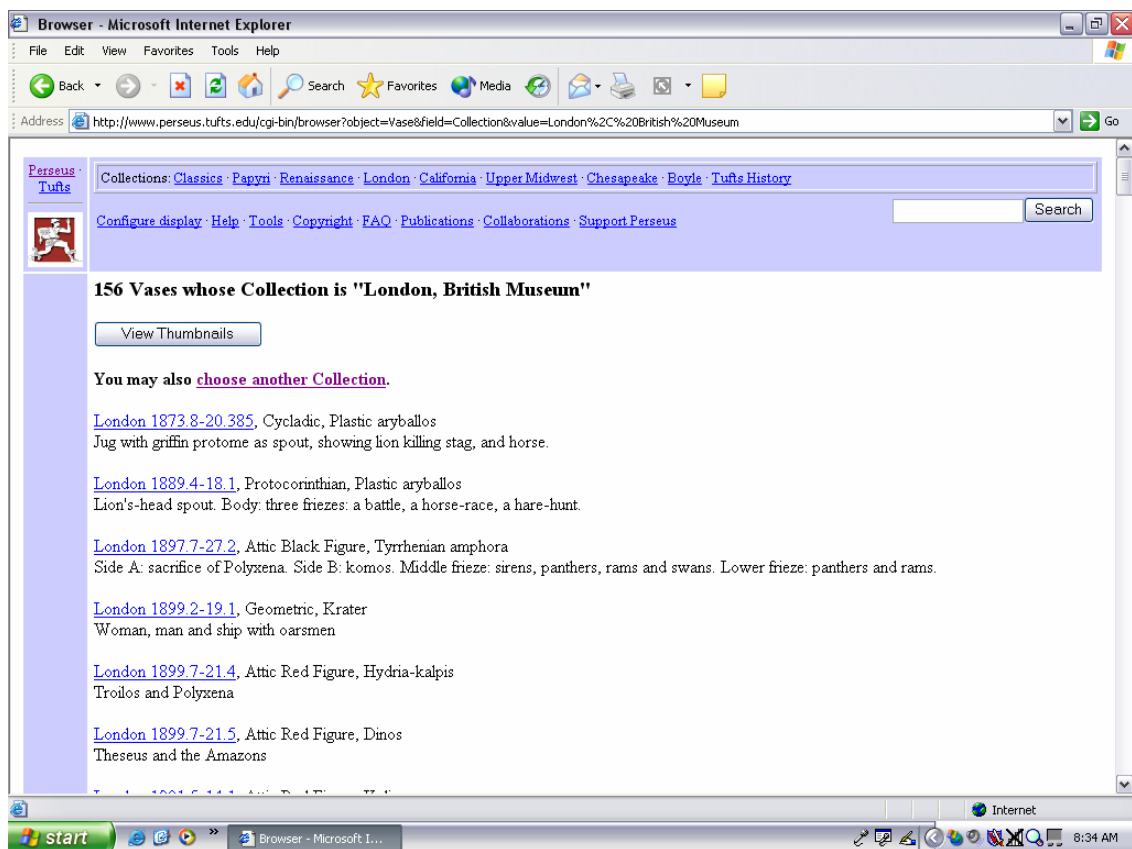 Browser - Microsoft Internet Explorer
File Edit View Favorites Tools Help
Back Search Favorites Media
Address http://www.perseus.tufts.edu/cgi-bin/browser?object=Vase&field=Collection&value=London%2C%20British%20Museum Go
Perseus · Tufts
Collections: Classics · Papyri · Renaissance · London · California · Upper Midwest · Chesapeake · Boyle · Tufts History
Configure display · Help · Tools · Copyright · FAQ · Publications · Collaborations · Support Perseus
Search
156 Vases whose Collection is "London, British Museum"
View Thumbnails
You may also choose another Collection.
London 1873.8-20.385, Cycladic, Plastic aryballos
Jug with griffin protome as spout, showing lion killing stag, and horse.
London 1889.4-18.1, Protocorinthian, Plastic aryballos
Lion's-head spout. Body: three friezes: a battle, a horse-race, a hare-hunt.
London 1897.7-27.2, Attic Black Figure, Tyrrhenian amphora
Side A: sacrifice of Polyxena. Side B: komos. Middle frieze: sirens, panthers, rams and swans. Lower frieze: panthers and rams.
London 1899.2-19.1, Geometric, Krater
Woman, man and ship with oarsmen
London 1899.7-21.4, Attic Red Figure, Hydria-kalpis
Troilos and Polyxena
London 1899.7-21.5, Attic Red Figure, Dinos
Theseus and the Amazons
Internet
start
Browser - Microsoft I...
8:34 AM